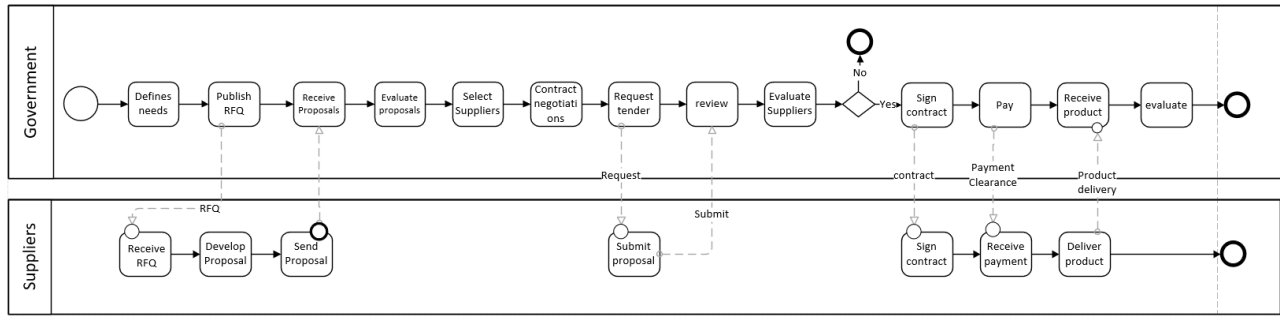 Government
Defines
needs
Publish
RFQ
Receive
Proposals
Evaluate
proposals
Select
Suppliers
Contract
negotiati
ons
Request
tender
review
Evaluate
Suppliers
No
Yes
Sign
contract
Pay
Receive
product
evaluate
Request
contract
Payment
Clearance
Product
delivery
RFQ
Submit
Suppliers
Receive
RFQ
Develop
Proposal
Send
Proposal
Submit
proposal
Sign
contract
Receive
payment
Deliver
product